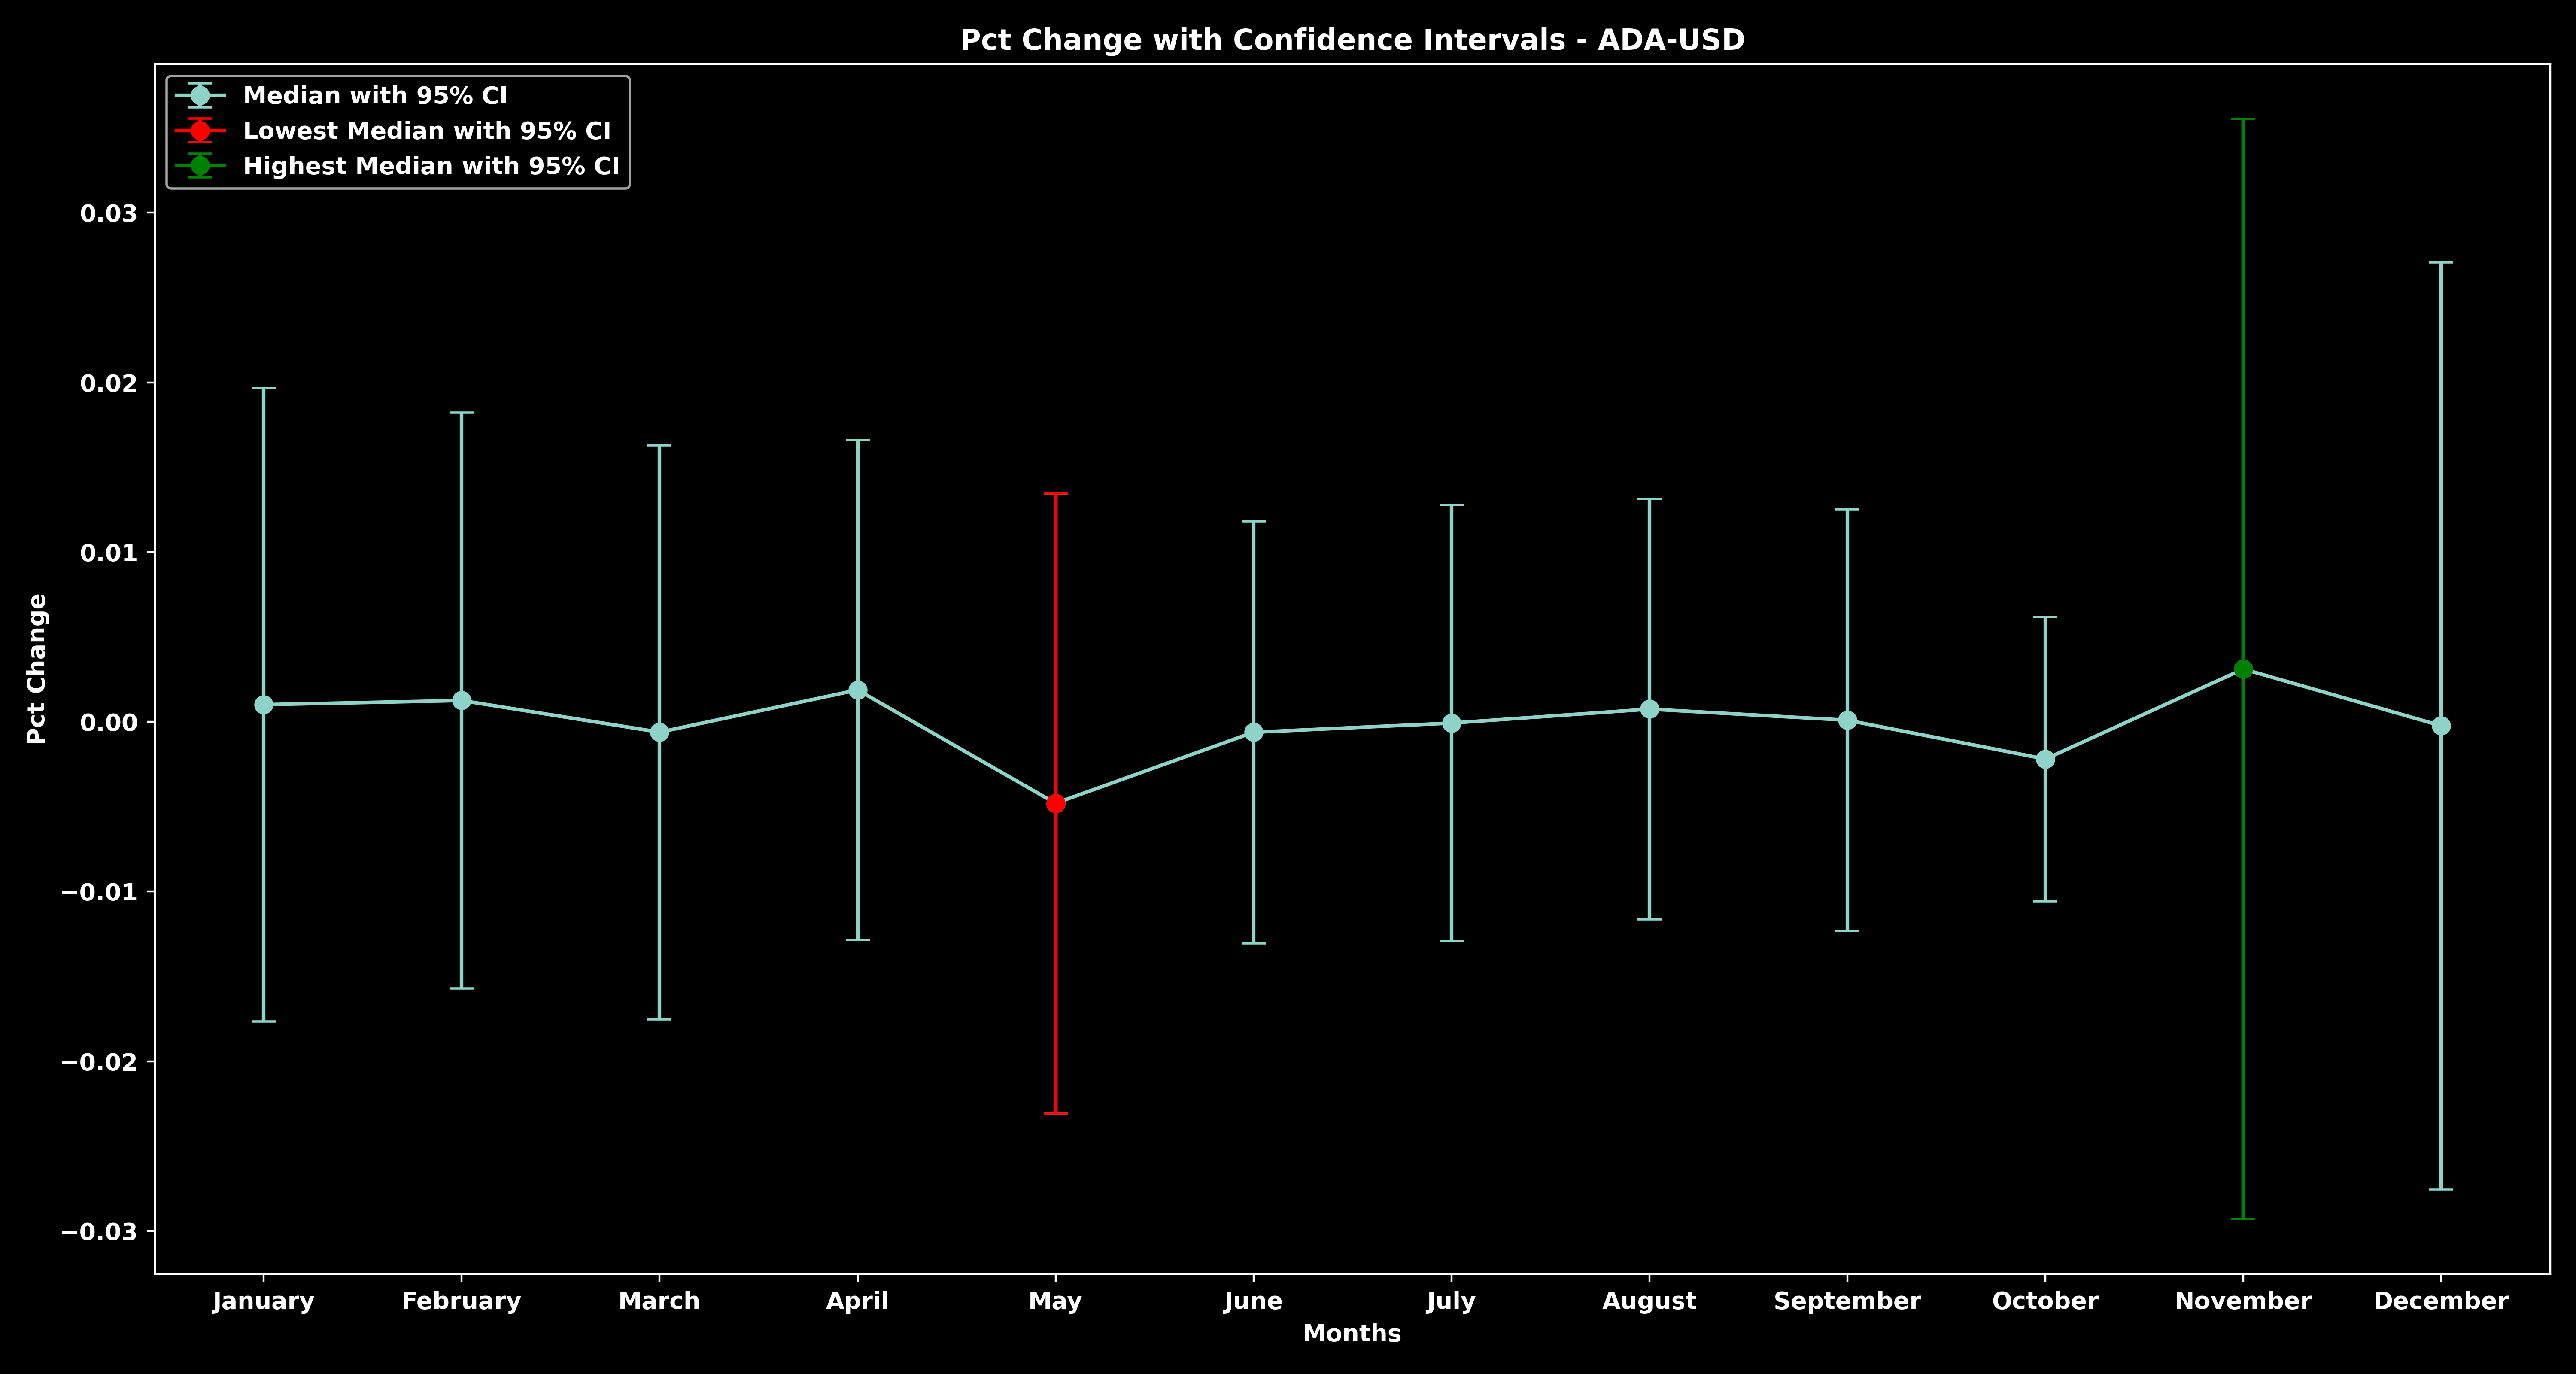 Pct Change with Confidence Intervals - ADA-USD
Median with 95% CI
Lowest Median with 95% CI
Highest Median with 95% CI
0.03
0.02
0.01
0.00
−0.01
−0.02
−0.03
Pct Change
January February March April May June July August September October November December
Months